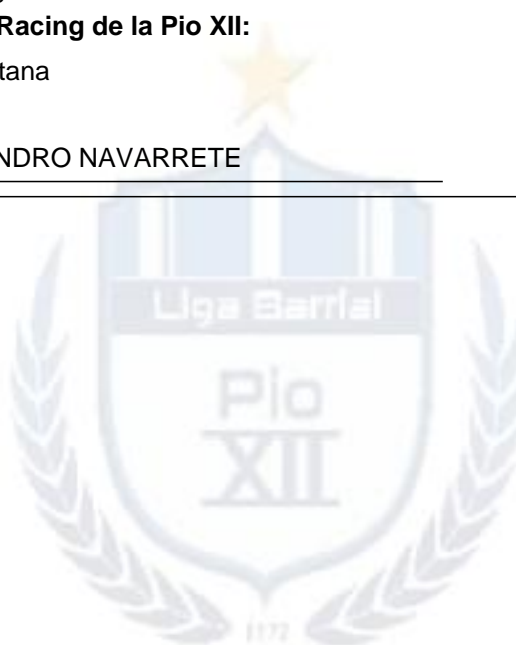 Racing de la Pio XII:
tana
NDRO NAVARRETE
Liga Barrial
Pio
XII